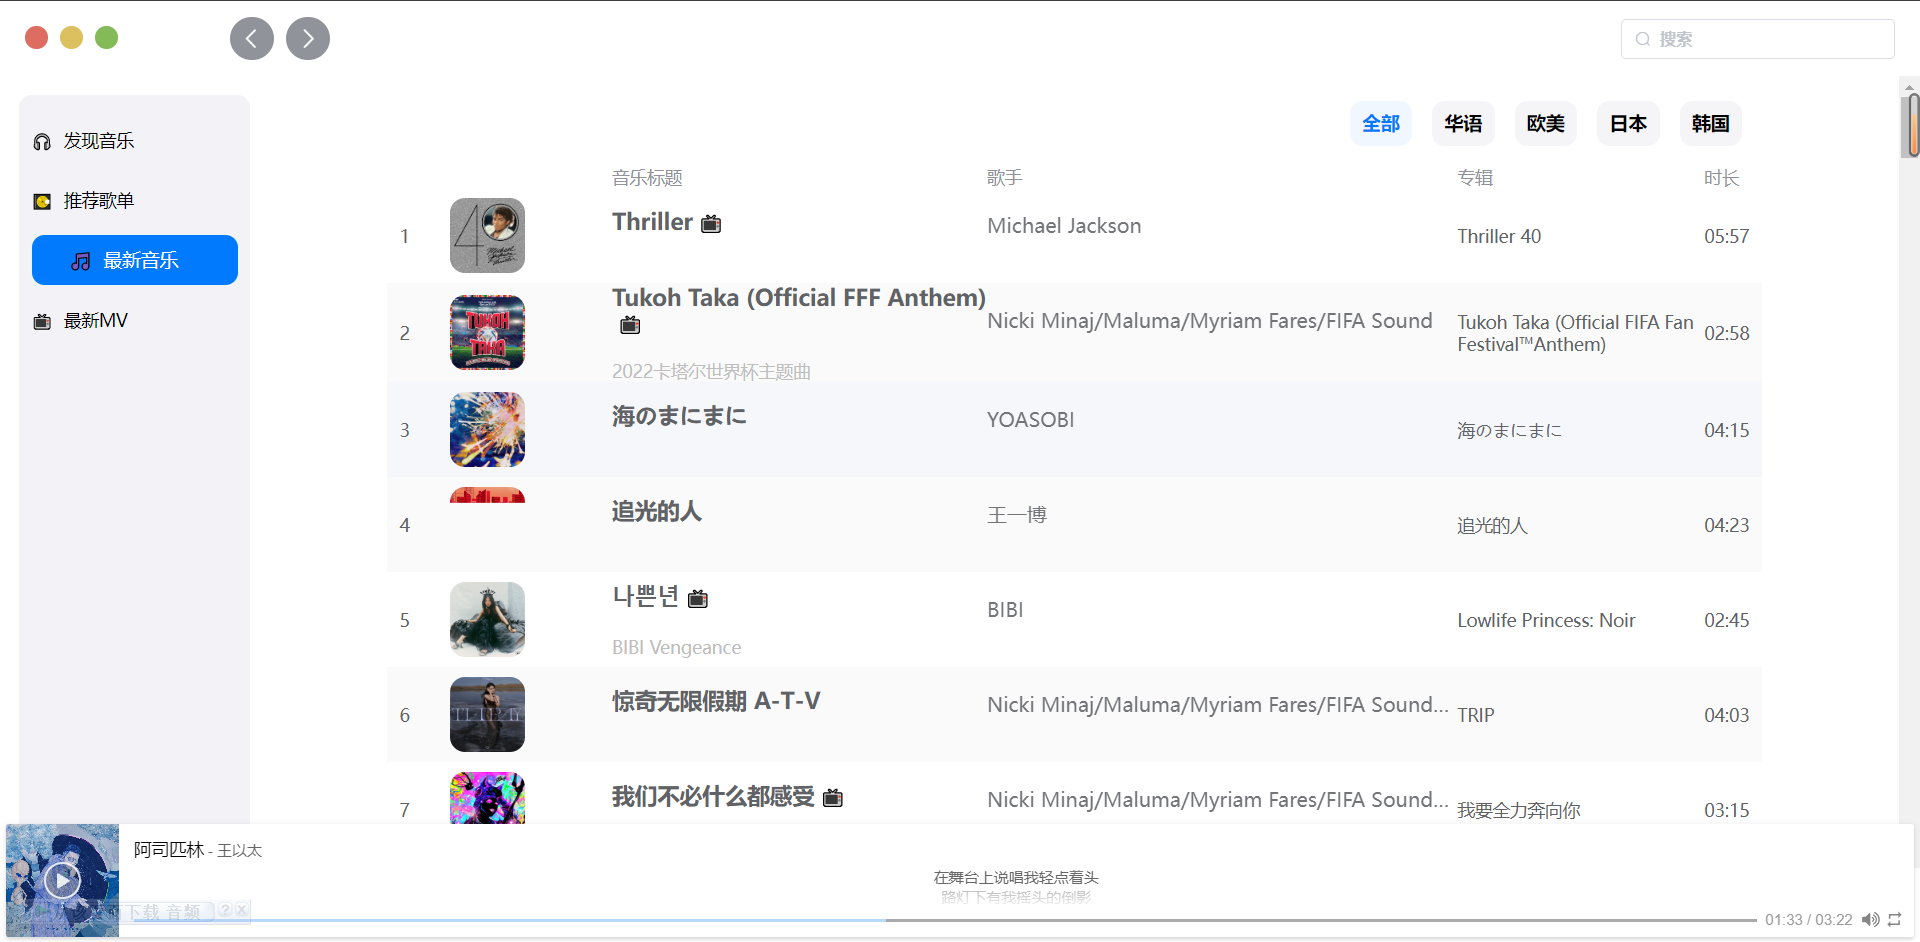 搜索
发现音乐
推荐歌单
最新音乐
最新MV
全部 华语 欧美 日本 韩国
音乐标题 歌手 专辑 时长
1 Thriller Michael Jackson Thriller 40 05:57
2 Tukoh Taka (Official FFF Anthem) Nicki Minaj/Maluma/Myriam Fares/FIFA Sound Tukoh Taka (Official FIFA Fan 02:58
Festival™Anthem)
2022卡塔尔世界杯主题曲
3 海のまにまに YOASOBI 海のまにまに 04:15
4 追光的人 王一博 追光的人 04:23
5 나쁜년 BIBI Lowlife Princess: Noir 02:45
BIBI Vengeance
6 惊奇无限假期 A-T-V Nicki Minaj/Maluma/Myriam Fares/FIFA Sound... TRIP 04:03
7 我们不必什么都感受 Nicki Minaj/Maluma/Myriam Fares/FIFA Sound... 我要全力奔向你 03:15
40
Michael Jackson
TUKOH
TAKA
阿司匹林 - 王以太
在舞台上说唱我轻点着头
路灯下有我摇头的倒影
下载 音频 ? X
01:33 / 03:22